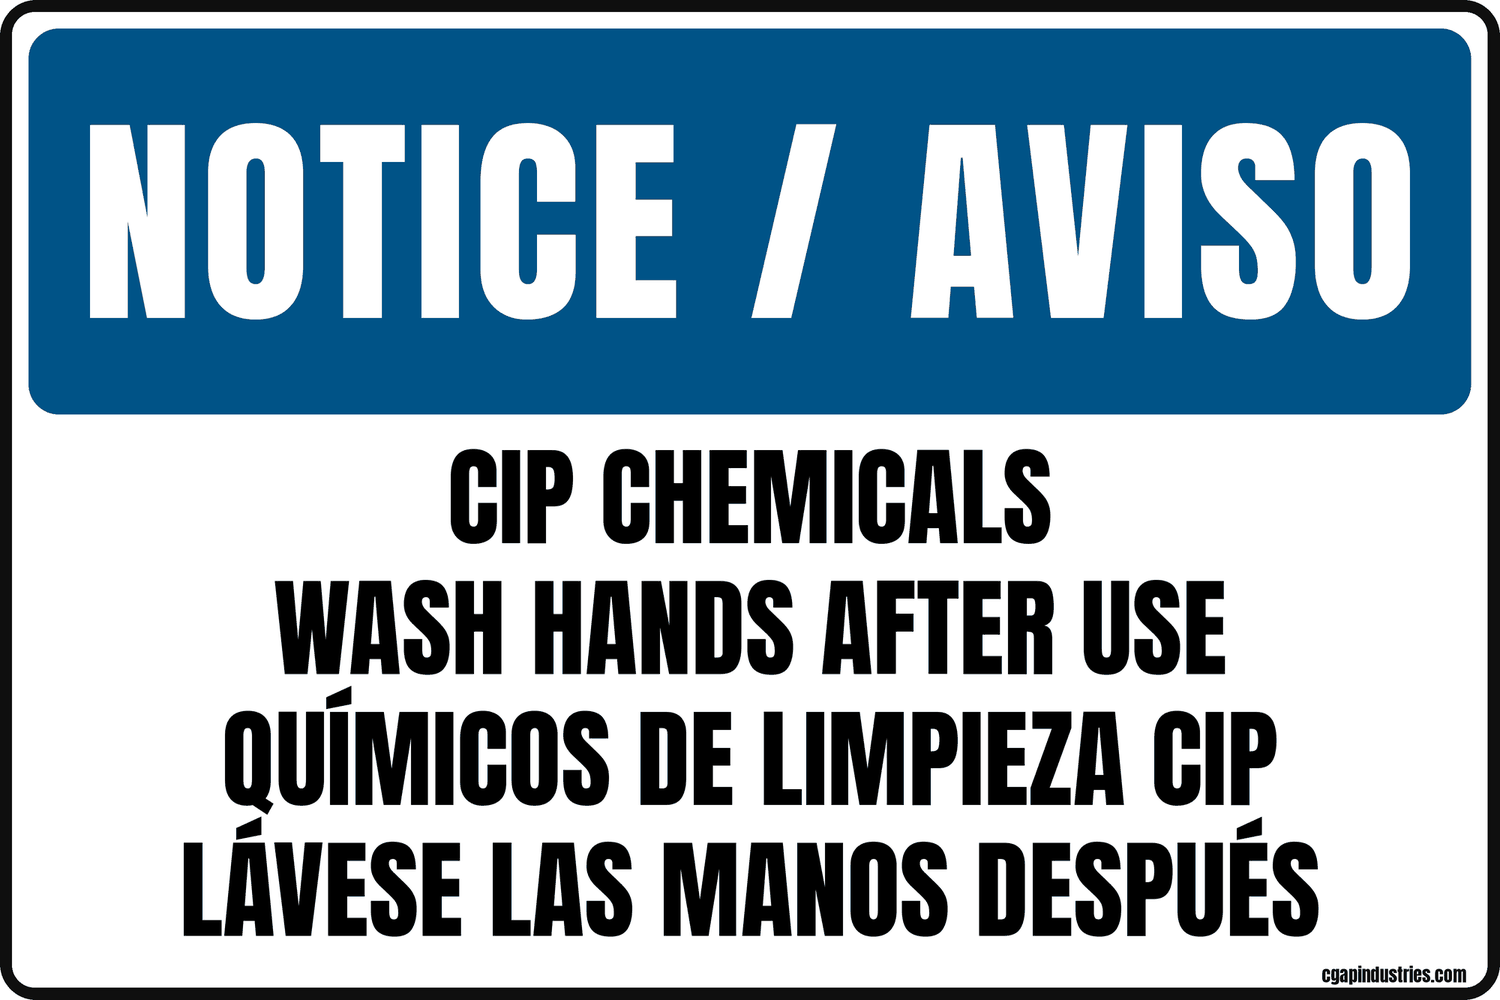 NOTICE / AVISO
CIP CHEMICALS
WASH HANDS AFTER USE
QUÍMICOS DE LIMPIEZA CIP
LÁVESE LAS MANOS DESPUÉS
cgapindustries.com